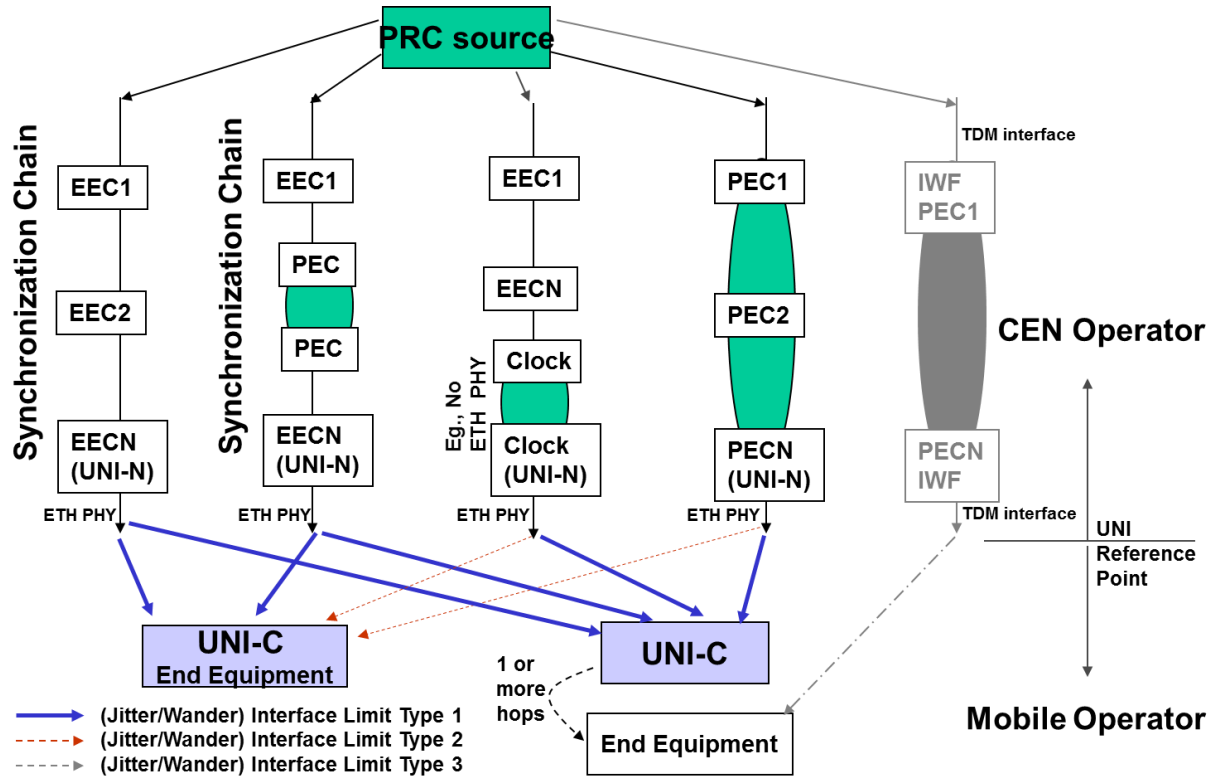 PRC source
Synchronization Chain
EEC1
EEC2
EECN
(UNI-N)
ETH PHY
Synchronization Chain
EEC1
PEC
PEC
EECN
(UNI-N)
ETH PHY
EEC1
EECN
Eg., No
ETH PHY
Clock
Clock
(UNI-N)
ETH PHY
PEC1
PEC2
PECN
(UNI-N)
ETH PHY
TDM interface
IWF
PEC1
PECN
IWF
TDM interface
CEN Operator
UNI
Reference
Point
Mobile Operator
UNI-C
End Equipment
UNI-C
1 or
more
hops
End Equipment
(Jitter/Wander) Interface Limit Type 1
(Jitter/Wander) Interface Limit Type 2
(Jitter/Wander) Interface Limit Type 3